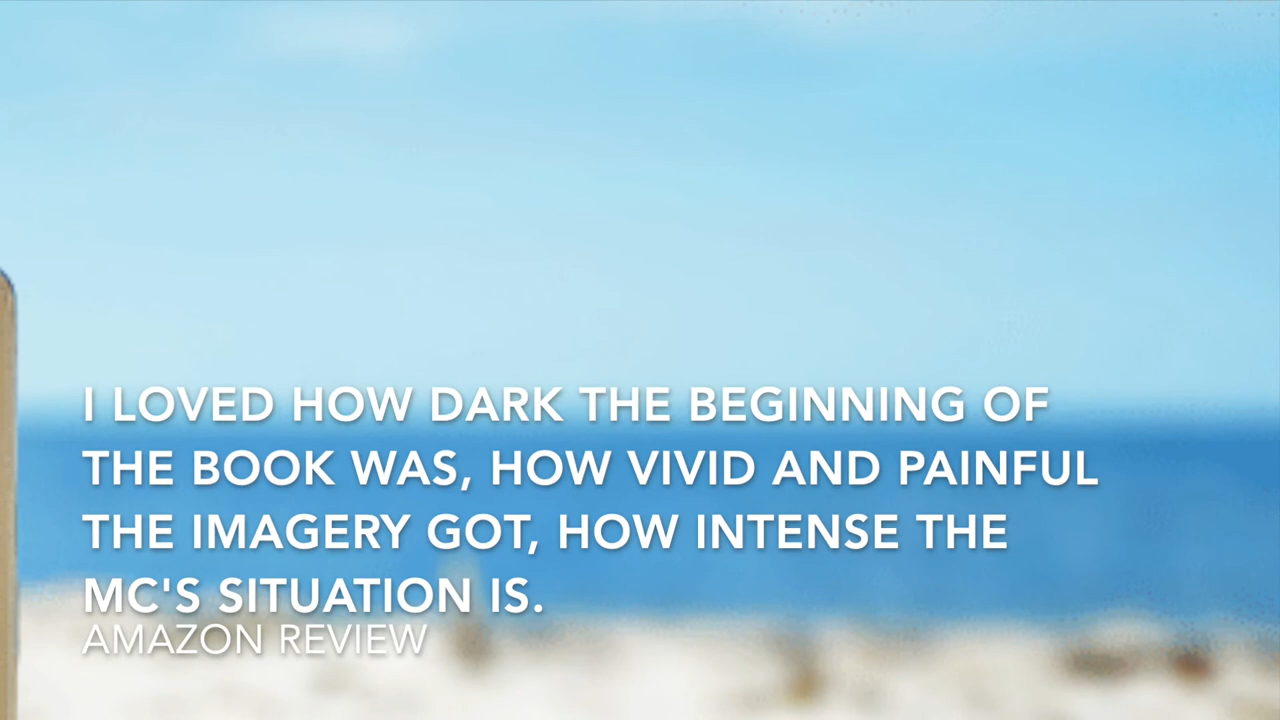 I LOVED HOW DARK THE BEGINNING OF
THE BOOK WAS, HOW VIVID AND PAINFUL
THE IMAGERY GOT, HOW INTENSE THE
MC'S SITUATION IS.
AMAZON REVIEW